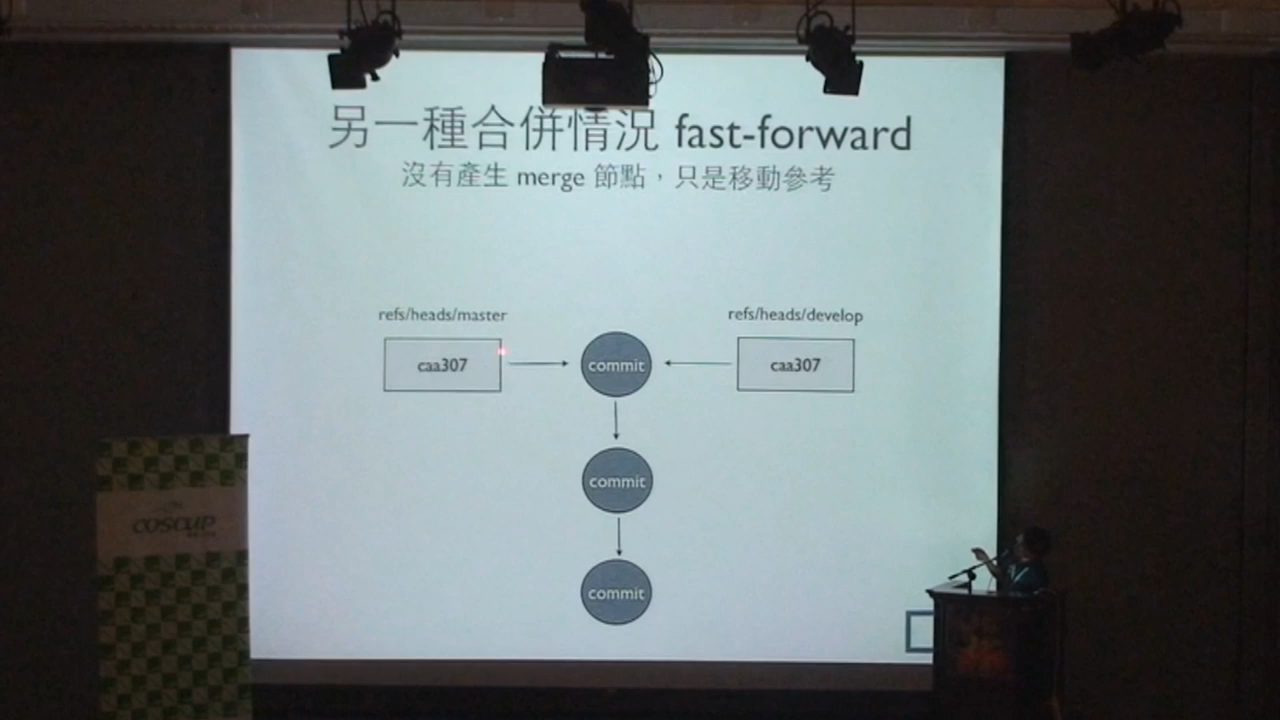 另一種合併情況 fast-forward
沒有產生 merge 節點，只是移動參考
refs/heads/master
refs/heads/develop
caa307
commit
caa307
commit
commit
COSCUP